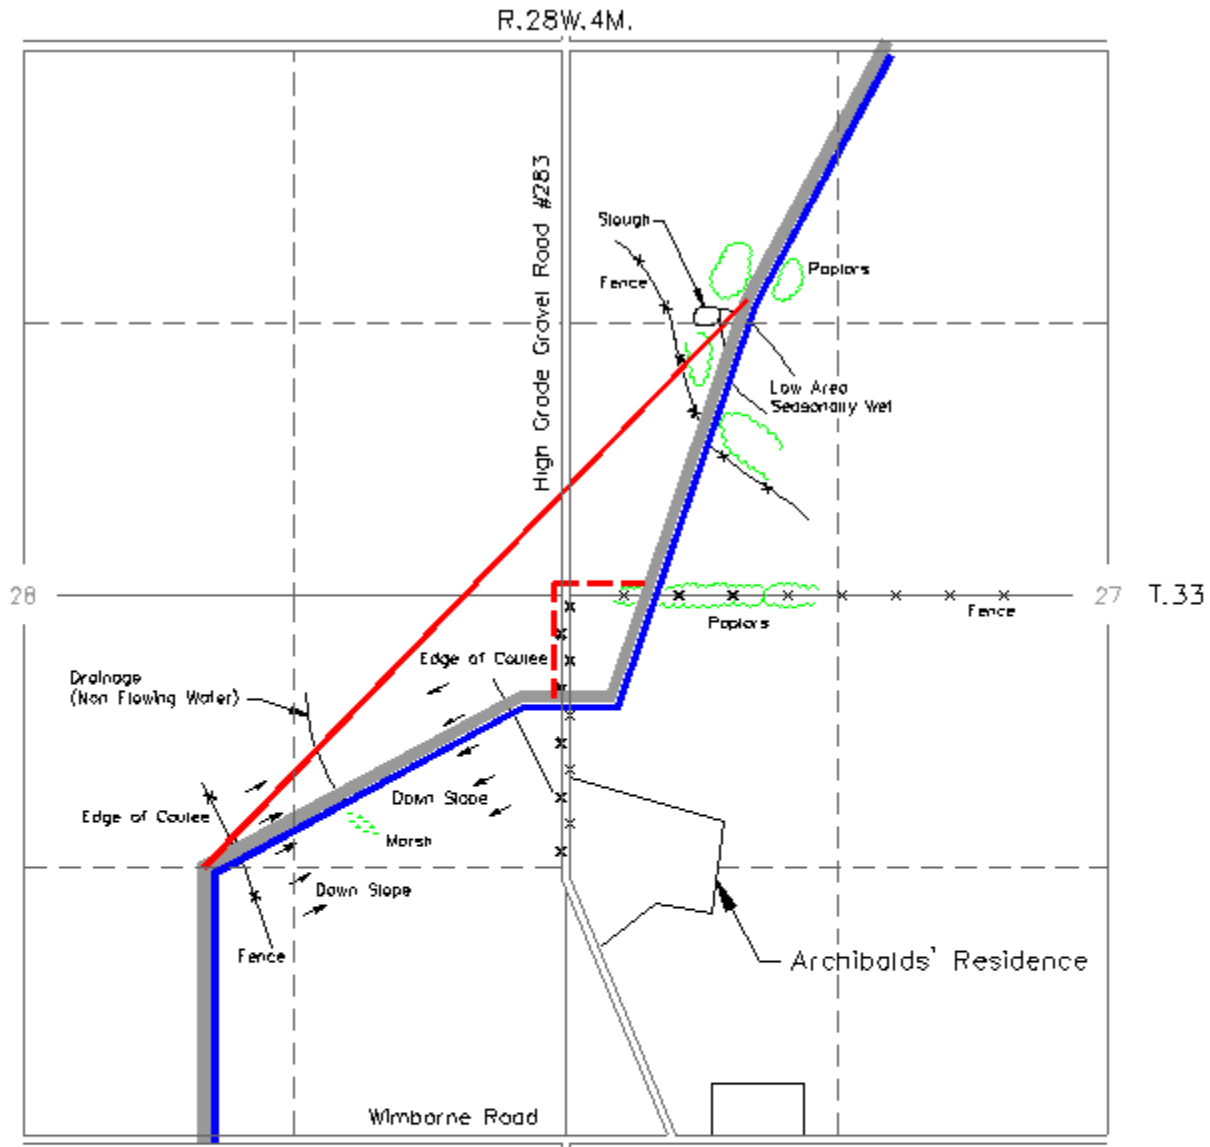 R.28W.4M.
High Grade Gravel Road #283
Slough
Poplars
Fence
Low Area
Seasonally Wet
28
27
T.33
Fence
Poplars
Edge of Coulee
Drainage
(Non Flowing Water)
Down Slope
Edge of Coulee
Marsh
Down Slope
Fence
Archibalds' Residence
Wimborne Road